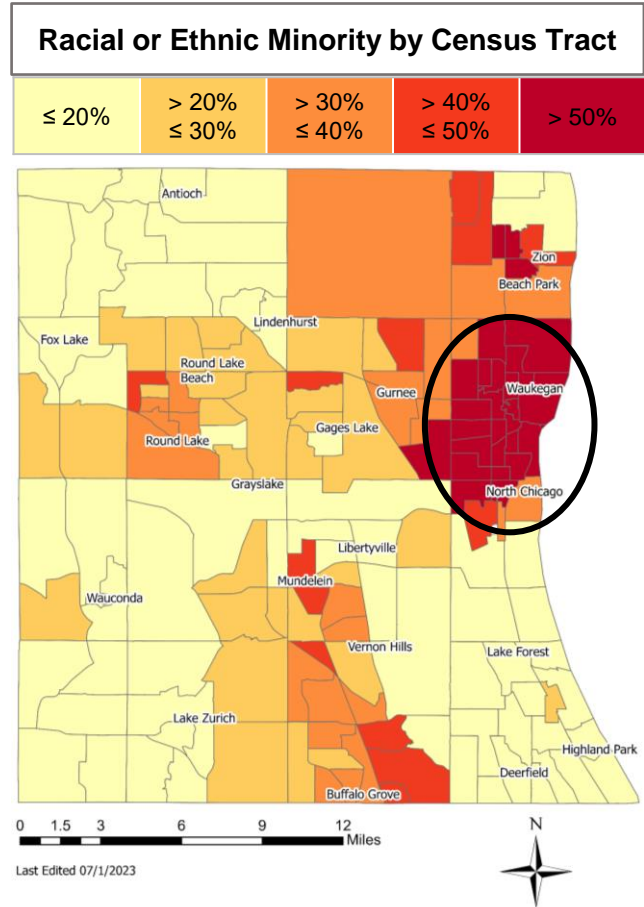 Racial or Ethnic Minority by Census Tract
≤ 20%
> 20%
≤ 30%
> 30%
≤ 40%
> 40%
≤ 50%
> 50%
Antioch
Zion
Beach Park
Lindenhurst
Fox Lake
Round Lake
Beach
Gurnee
Waukegan
Round Lake
Gages Lake
Grayslake
North Chicago
Libertyville
Mundelein
Wauconda
Vernon Hills
Lake Forest
Lake Zurich
Highland Park
Deerfield
Buffalo Grove
0 1.5 3 6 9 12
Miles
N
Last Edited 07/1/2023